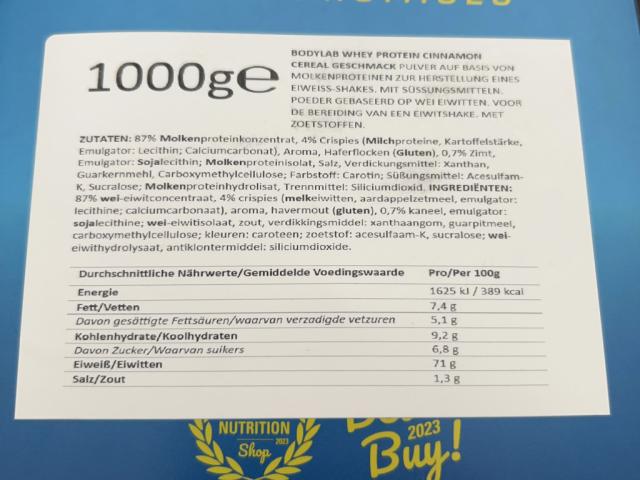 1000g℮
BODYLAB WHEY PROTEIN CINNAMON
CEREAL GESCHMACK PULVER AUF BASIS VON
MOLKENPROTEINEN ZUR HERSTELLUNG EINES
EIWEISS-SHAKES. MIT SÜSSUNGSMITTELN.
POEDER GEBASEERD OP WEI EIWITTEN. VOOR
DE BEREIDING VAN EEN EIWITSHAKE. MET
ZOETSTOFFEN.
ZUTATEN: 87% Molkenproteinkonzentrat, 4% Crispies (Milchproteine, Kartoffelstärke,
Emulgator: Lecithin; Calciumcarbonat), Aroma, Haferflocken (Gluten), 0,7% Zimt,
Emulgator: Sojalecithin; Molkenproteinisolat, Salz, Verdickungsmittel: Xanthan,
Guarkernmehl, Carboxymethylcellulose; Farbstoff: Carotin; Süßungsmittel: Acesulfam-
K, Sucralose; Molkenproteinhydrolisat, Trennmittel: Siliciumdioxid. INGREDIËNTEN:
87% wei-eiwitconcentraat, 4% crispies (melkeiwitten, aardappelzetmeel, emulgator:
lecithine; calciumcarbonaat), aroma, havermout (gluten), 0,7% kaneel, emulgator:
sojalecithine; wei-eiwitisolaat, zout, verdikkingsmiddel: xanthaangom, guarpitmeel,
carboxymethylcellulose; kleuren: caroteen; zoetstof: acesulfaam-K, sucralose; wei-
eiwithydrolysaat, antiklontermiddel: siliciumdioxide.
Durchschnittliche Nährwerte/Gemiddelde Voedingswaarde Pro/Per 100g
Energie 1625 kJ / 389 kcal
Fett/Vetten 7,4 g
Davon gesättigte Fettsäuren/waarvan verzadigde vetzuren 5,1 g
Kohlenhydrate/Koolhydraten 9,2 g
Davon Zucker/Waarvan suikers 6,8 g
Eiweiß/Eiwitten 71 g
Salz/Zout 1,3 g
NUTRITION
Shop 2023
2023
Buy!